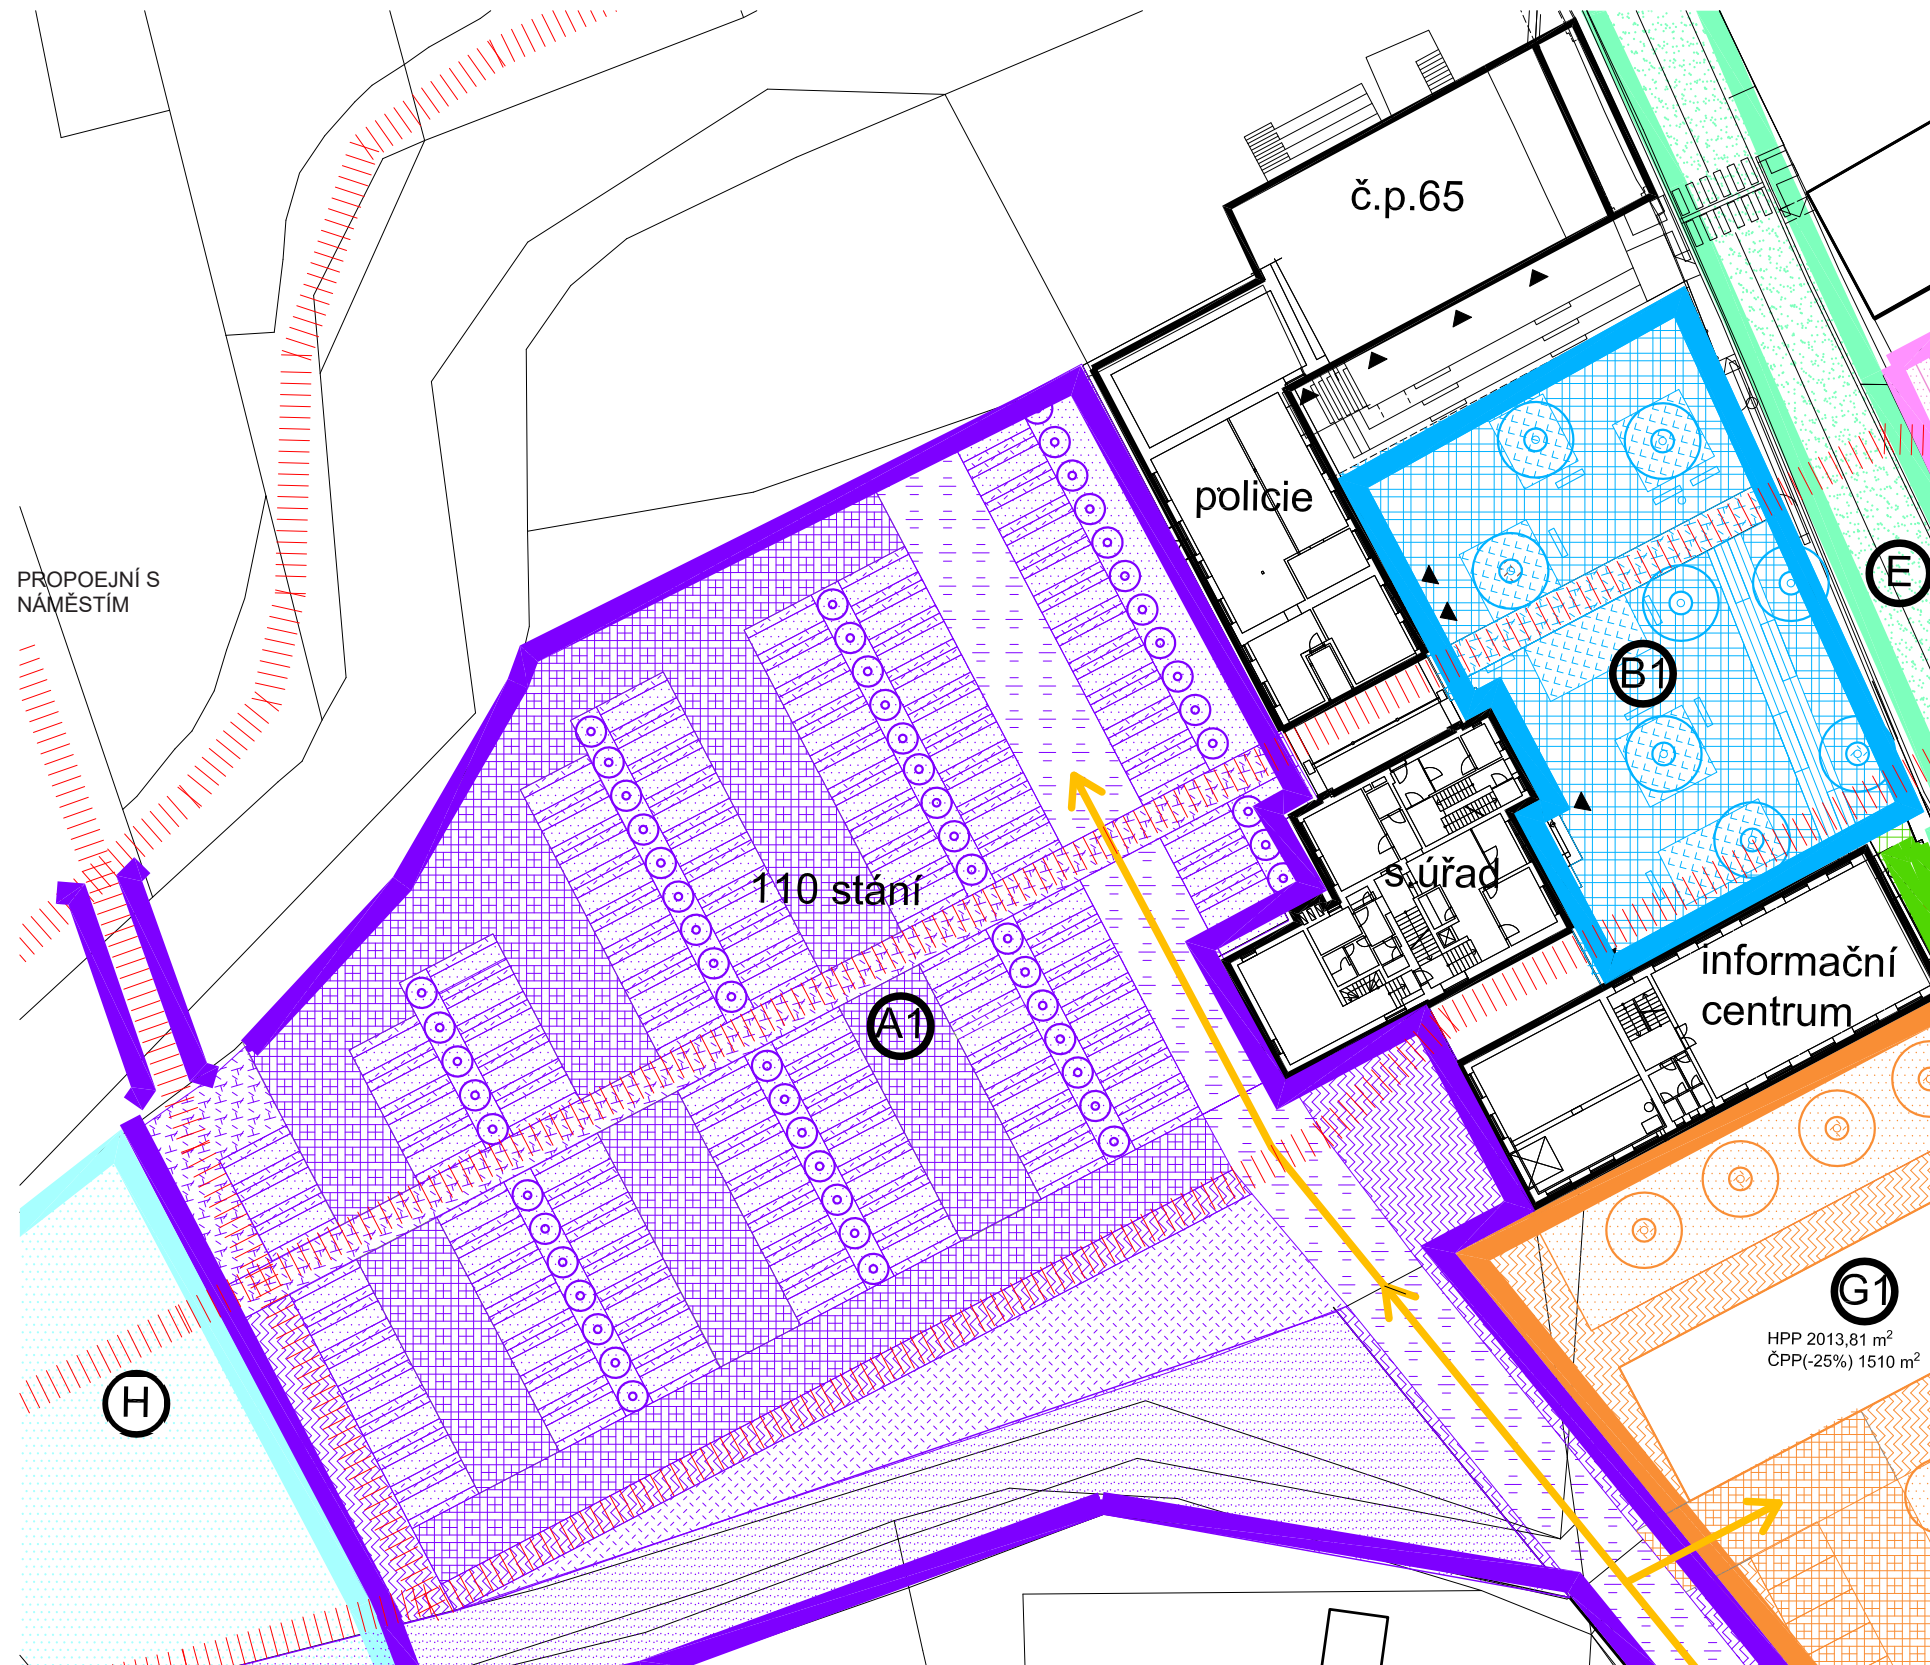 č.p.65
policie
PROPOEJNÍ S
NÁMĚSTÍM
E
B1
110 stání
s.úřad
informační
centrum
A1
G1
HPP 2013,81 m²
ČPP(-25%) 1510 m²
H